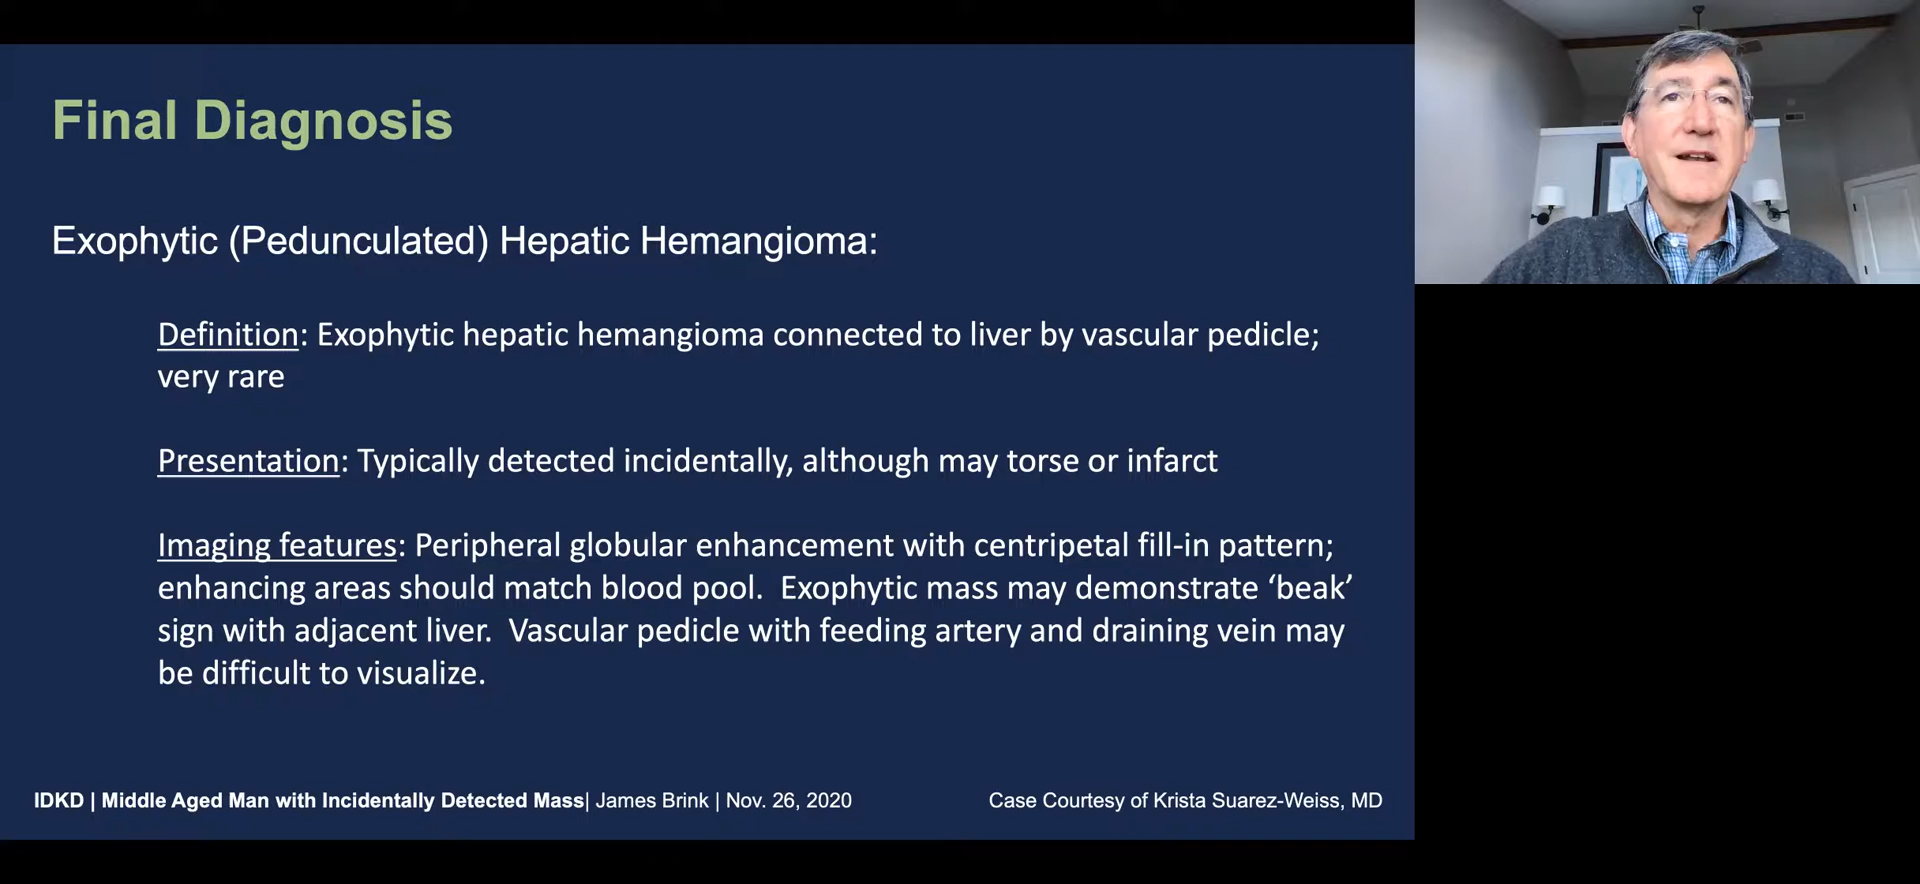 Final Diagnosis
Exophytic (Pedunculated) Hepatic Hemangioma:
Definition: Exophytic hepatic hemangioma connected to liver by vascular pedicle;
very rare
Presentation: Typically detected incidentally, although may torse or infarct
Imaging features: Peripheral globular enhancement with centripetal fill-in pattern;
enhancing areas should match blood pool.  Exophytic mass may demonstrate ‘beak’
sign with adjacent liver.  Vascular pedicle with feeding artery and draining vein may
be difficult to visualize.
IDKD | Middle Aged Man with Incidentally Detected Mass| James Brink | Nov. 26, 2020
Case Courtesy of Krista Suarez-Weiss, MD